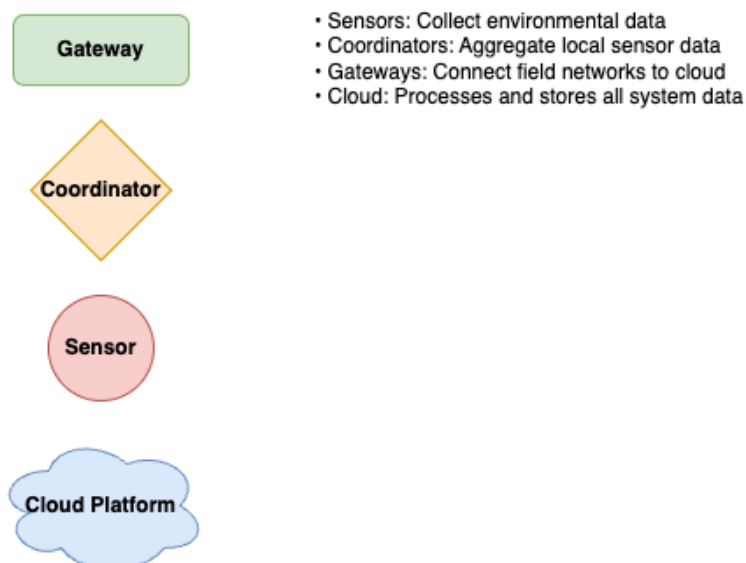 Gateway
• Sensors: Collect environmental data
• Coordinators: Aggregate local sensor data
• Gateways: Connect field networks to cloud
• Cloud: Processes and stores all system data
Coordinator
Sensor
Cloud Platform